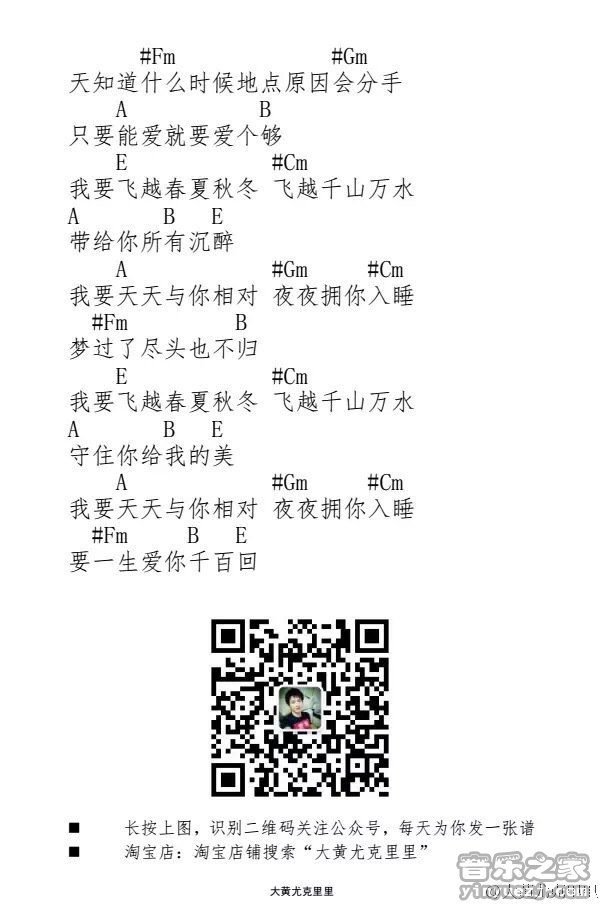 #Fm #Gm
天知道什么时候地点原因会分手
A B
只要能爱就要爱个够
E #Cm
我要飞越春夏秋冬 飞越千山万水
A B E
带给你所有沉醉
A #Gm #Cm
我要天天与你相对 夜夜拥你入睡
#Fm B
梦过了尽头也不归
E #Cm
我要飞越春夏秋冬 飞越千山万水
A B E
守住你给我的美
A #Gm #Cm
我要天天与你相对 夜夜拥你入睡
#Fm B E
要一生爱你千百回
■ 长按上图，识别二维码关注公众号，每天为你发一张谱
■ 淘宝店：淘宝店铺搜索“大黄尤克里里”
音乐之家
大黄尤克里里